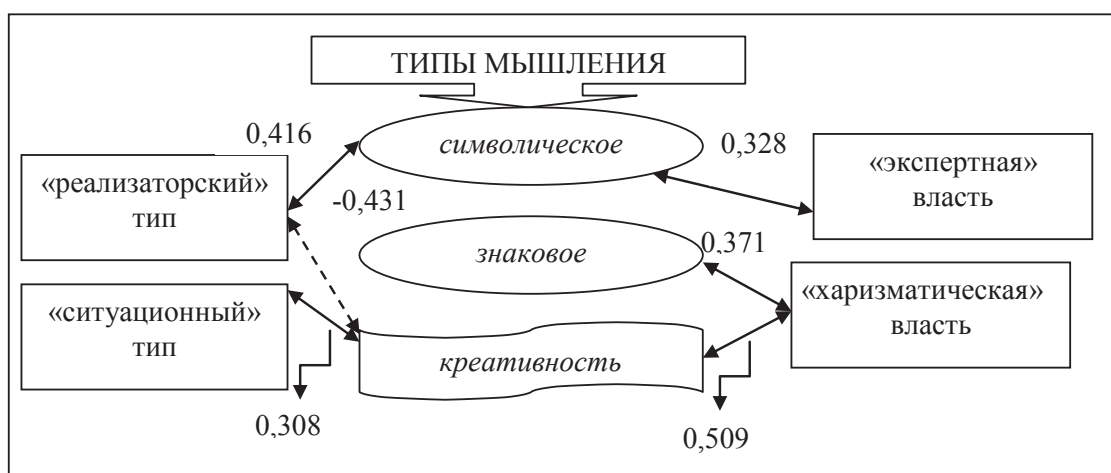 ТИПЫ МЫШЛЕНИЯ
0,416
символическое
0,328
«реализаторский»
тип
«экспертная»
власть
-0,431
знаковое
0,371
«ситуационный»
тип
«харизматическая»
власть
креативность
0,308
0,509